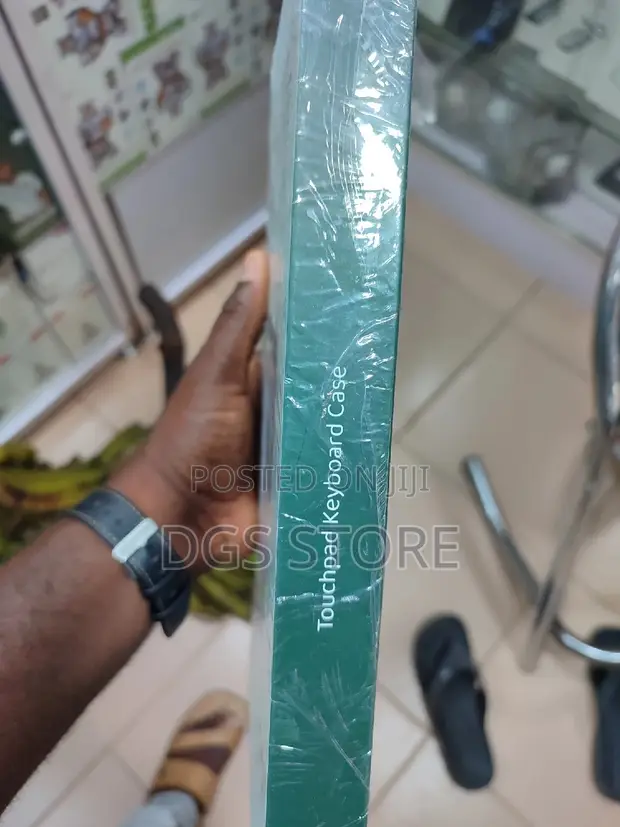 Touchpad Keyboard Case
POSTED ON JIJI
DGS STORE